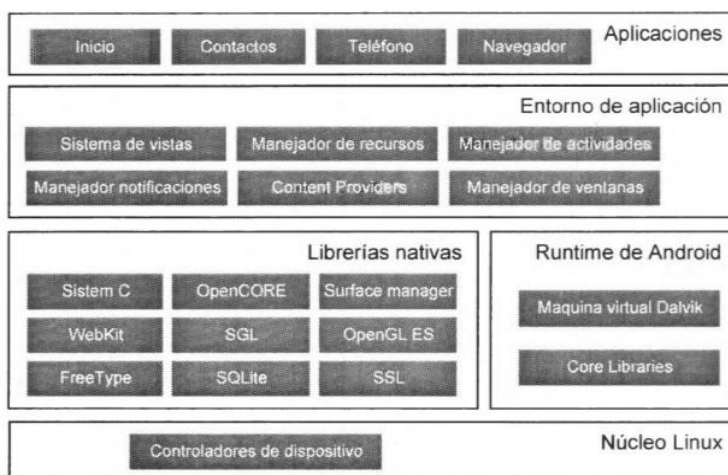 Aplicaciones
Inicio Contactos Teléfono Navegador
Entorno de aplicación
Sistema de vistas Manejador de recursos Manejador de actividades
Manejador notificaciones Content Providers Manejador de ventanas
Librerías nativas
Sistem C OpenCORE Surface manager
WebKit SGL OpenGL ES
FreeType SQLite SSL
Runtime de Android
Maquina virtual Dalvik
Core Libraries
Núcleo Linux
Controladores de dispositivo